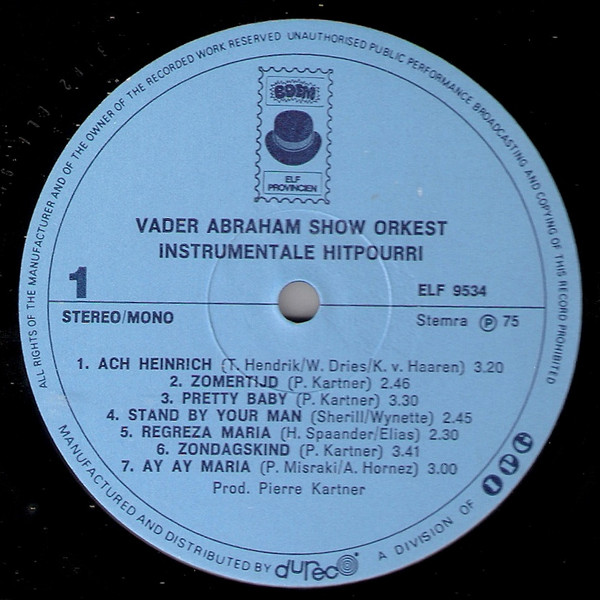 ALL RIGHTS OF THE MANUFACTURER AND OF THE OWNER OF THE RECORDED WORK RESERVED UNAUTHORISED PUBLIC PERFORMANCE BROADCASTING AND COPYING OF THIS RECORD PROHIBITED
BOEM
ELF
PROVINCIEN
VADER ABRAHAM SHOW ORKEST
INSTRUMENTALE HITPOURRI
1
ELF 9534
STEREO/MONO
Stemra Ⓟ 75
1. ACH HEINRICH (T. Hendrik/W. Dries/K. v. Haaren) 3.20
2. ZOMERTIJD (P. Kartner) 2.46
3. PRETTY BABY (P. Kartner) 3.30
4. STAND BY YOUR MAN (Sherill/Wynette) 2.45
5. REGREZA MARIA (H. Spaander/Elias) 2.30
6. ZONDAGSKIND (P. Kartner) 3.41
7. AY AY MARIA (P. Misraki/A. Hornez) 3.00
Prod. Pierre Kartner
MANUFACTURED AND DISTRIBUTED BY dureco A DIVISION OF